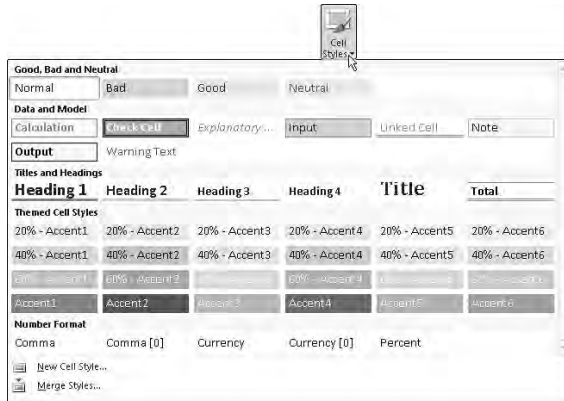 Cell
Styles
Good, Bad and Neutral
Normal Bad Good Neutral
Data and Model
Calculation Check Cell Explanatory ... Input Linked Cell Note
Output Warning Text
Titles and Headings
Heading 1 Heading 2 Heading 3 Heading 4 Title Total
Themed Cell Styles
20% - Accent1 20% - Accent2 20% - Accent3 20% - Accent4 20% - Accent5 20% - Accent6
40% - Accent1 40% - Accent2 40% - Accent3 40% - Accent4 40% - Accent5 40% - Accent6
60% - Accent1 60% - Accent2 60% - Accent4
Accent1 Accent2 Accent3 Accent4 Accent5 Accent6
Number Format
Comma Comma [0] Currency Currency [0] Percent
New Cell Style...
Merge Styles...